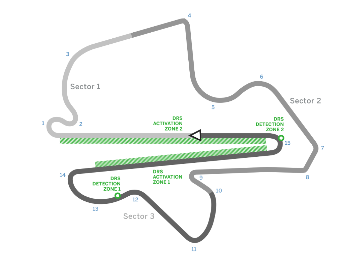 4
3
6
Sector 1
Sector 2
5
1
2
DRS
ACTIVATION
ZONE 2
DRS
DETECTION
ZONE 2
15
7
14
DRS
DETECTION
ZONE 1
DRS
ACTIVATION
ZONE 1
9
8
10
12
13
Sector 3
11